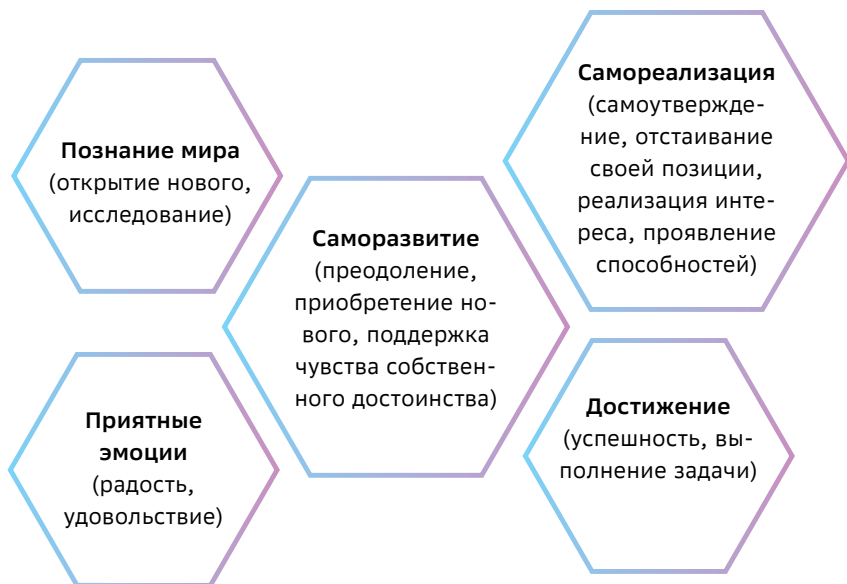 Познание мира
(открытие нового,
исследование)
Самореализация
(самоутвержде-
ние, отстаивание
своей позиции,
реализация инте-
реса, проявление
способностей)
Саморазвитие
(преодоление,
приобретение но-
вого, поддержка
чувства собствен-
ного достоинства)
Приятные
эмоции
(радость,
удовольствие)
Достижение
(успешность, вы-
полнение задачи)